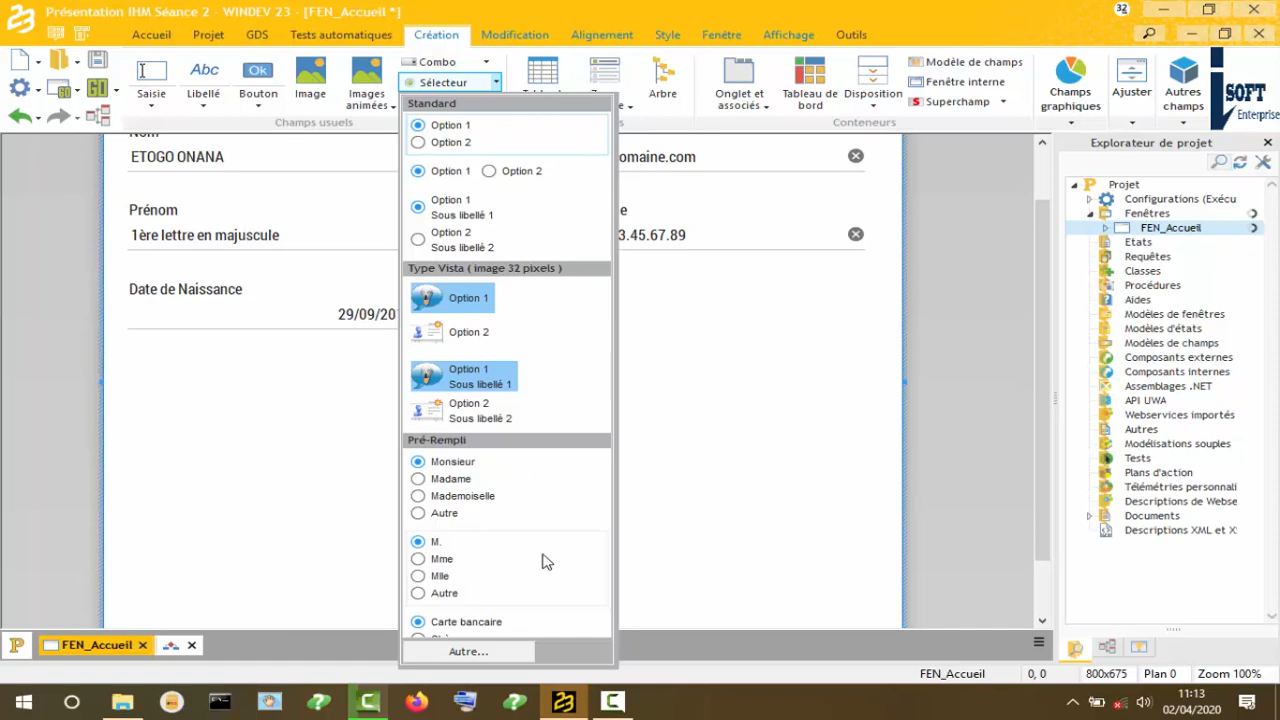 Présentation IHM Séance 2 - WINDEV 23 - [FEN_Accueil *]
32
Accueil Projet GDS Tests automatiques Création Modification Alignement Style Fenêtre Affichage Outils
Combo
Sélecteur
Saisie Libellé Bouton Image Images animées
Champs usuels
Arbre
Onglet et associés Tableau de bord Disposition
Modèle de champs
Fenêtre interne
Superchamp
Conteneurs
Champs graphiques Ajuster Autres champs
SOFT
Enterprise
Standard
Option 1
Option 2
Option 1 Option 2
Option 1
Sous libellé 1
Option 2
Sous libellé 2
Type Vista ( image 32 pixels )
Option 1
Option 2
Option 1
Sous libellé 1
Option 2
Sous libellé 2
Pré-Rempli
Monsieur
Madame
Mademoiselle
Autre
M.
Mme
Mlle
Autre
Carte bancaire
Autre...
Nom
ETOGO ONANA
omaine.com
Prénom
1ère lettre en majuscule
3.45.67.89
Date de Naissance
29/09/20
Explorateur de projet
Projet
Configurations (Exécu
Fenêtres
FEN_Accueil
Etats
Requêtes
Classes
Procédures
Aides
Modèles de fenêtres
Modèles d'états
Modèles de champs
Composants externes
Composants internes
Assemblages .NET
API UWA
Webservices importés
Autres
Modélisations souples
Tests
Plans d'action
Télémétries personnali
Descriptions de Webse
Documents
Descriptions XML et X
FEN_Accueil
FEN_Accueil 0, 0 800x675 Plan 0 Zoom 100%
11:13
02/04/2020